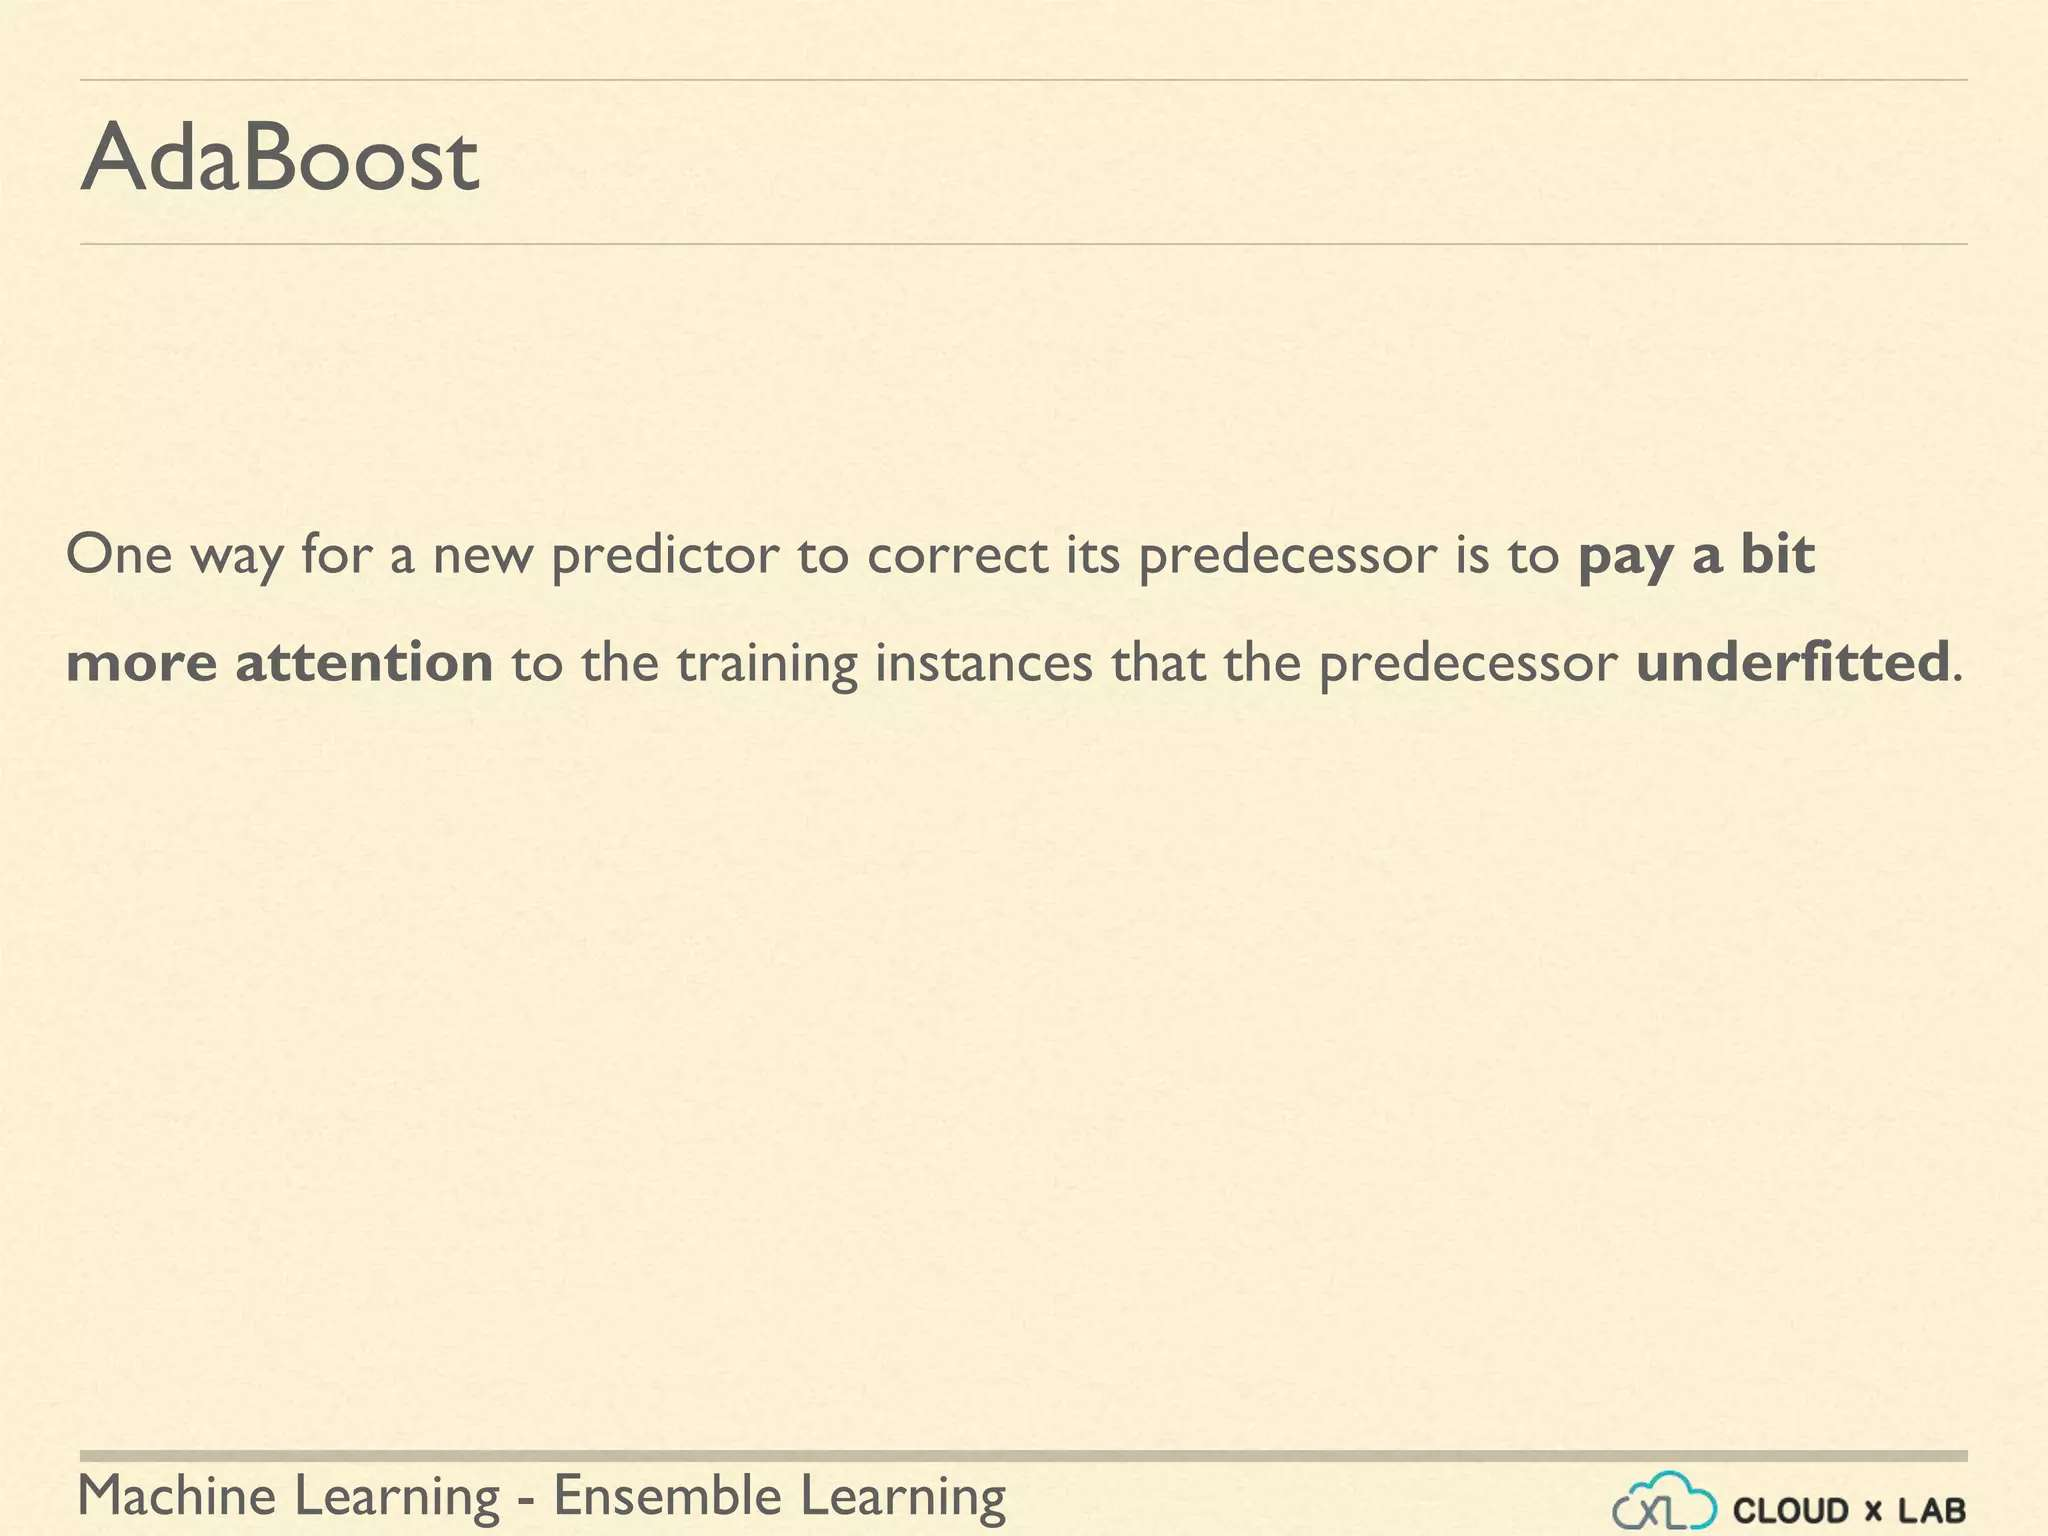 AdaBoost
One way for a new predictor to correct its predecessor is to pay a bit
more attention to the training instances that the predecessor underfitted.
Machine Learning - Ensemble Learning
XL CLOUD x LAB